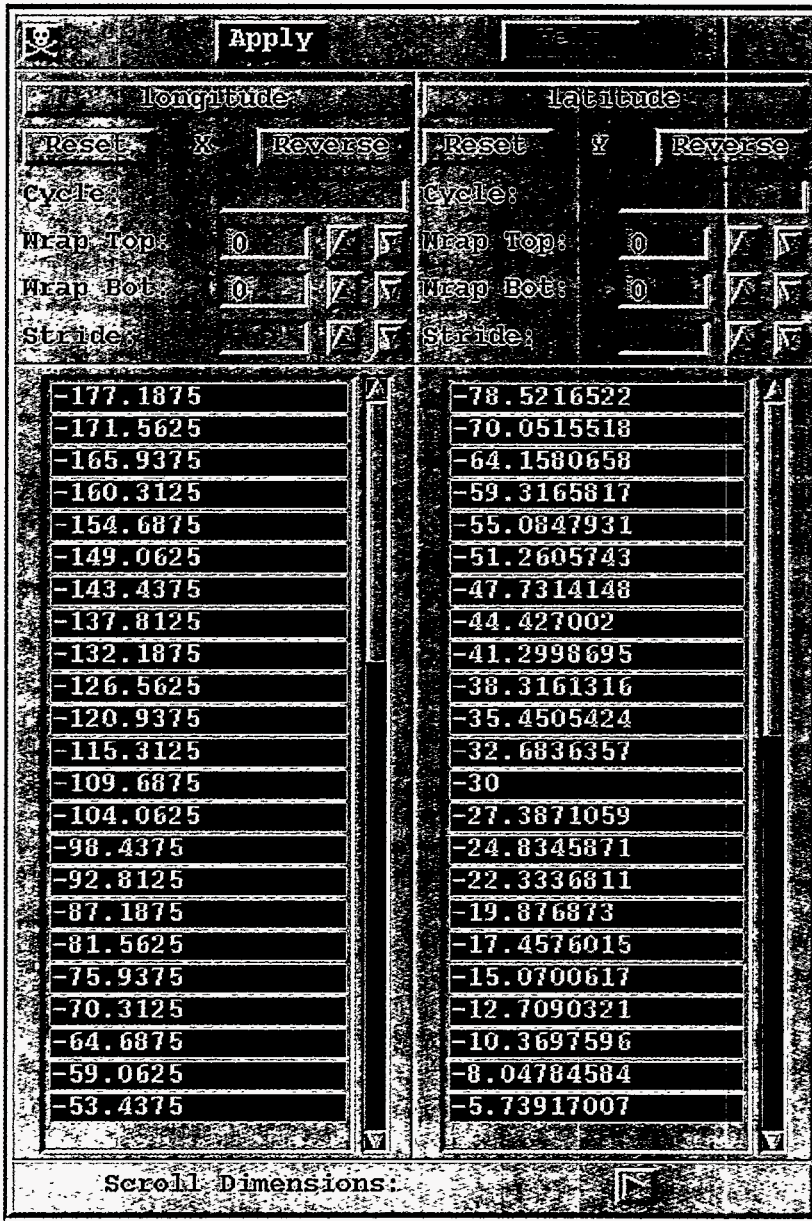 Apply
longitude latitude
Reset X Reverse Reset Y Reverse
Cycle: Cycle:
Wrap Top: 0 Wrap Top: 0
Wrap Bot: 0 Wrap Bot: 0
Stride: Stride:
-177.1875 -78.5216522
-171.5625 -70.0515518
-165.9375 -64.1580658
-160.3125 -59.3165817
-154.6875 -55.0847931
-149.0625 -51.2605743
-143.4375 -47.7314148
-137.8125 -44.427002
-132.1875 -41.2998695
-126.5625 -38.3161316
-120.9375 -35.4505424
-115.3125 -32.6836357
-109.6875 -30
-104.0625 -27.3871059
-98.4375 -24.8345871
-92.8125 -22.3336811
-87.1875 -19.876873
-81.5625 -17.4576015
-75.9375 -15.0700617
-70.3125 -12.7090321
-64.6875 -10.3697596
-59.0625 -8.04784584
-53.4375 -5.73917007
Scroll Dimensions: